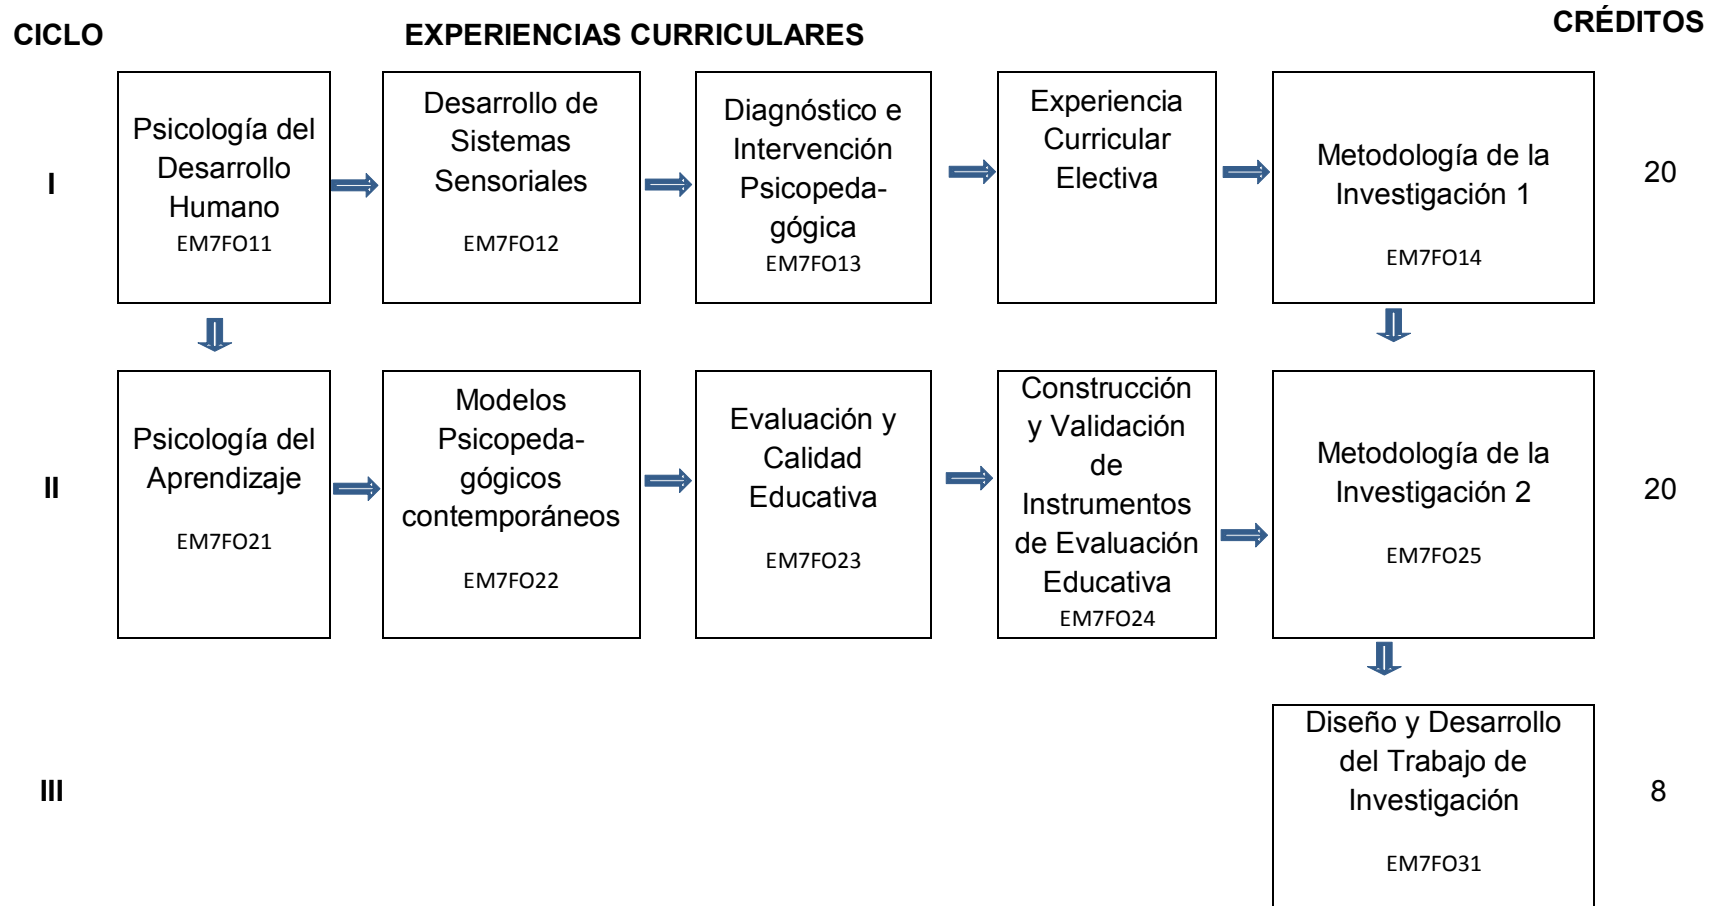 CICLO
EXPERIENCIAS CURRICULARES
CRÉDITOS
I
Psicología del
Desarrollo
Humano
EM7FO11
Desarrollo de
Sistemas
Sensoriales
EM7FO12
Diagnóstico e
Intervención
Psicopeda-
gógica
EM7FO13
Experiencia
Curricular
Electiva
Metodología de la
Investigación 1
EM7FO14
20
II
Psicología del
Aprendizaje
EM7FO21
Modelos
Psicopeda-
gógicos
contemporáneos
EM7FO22
Evaluación y
Calidad
Educativa
EM7FO23
Construcción
y Validación
de
Instrumentos
de Evaluación
Educativa
EM7FO24
Metodología de la
Investigación 2
EM7FO25
20
III
Diseño y Desarrollo
del Trabajo de
Investigación
EM7FO31
8